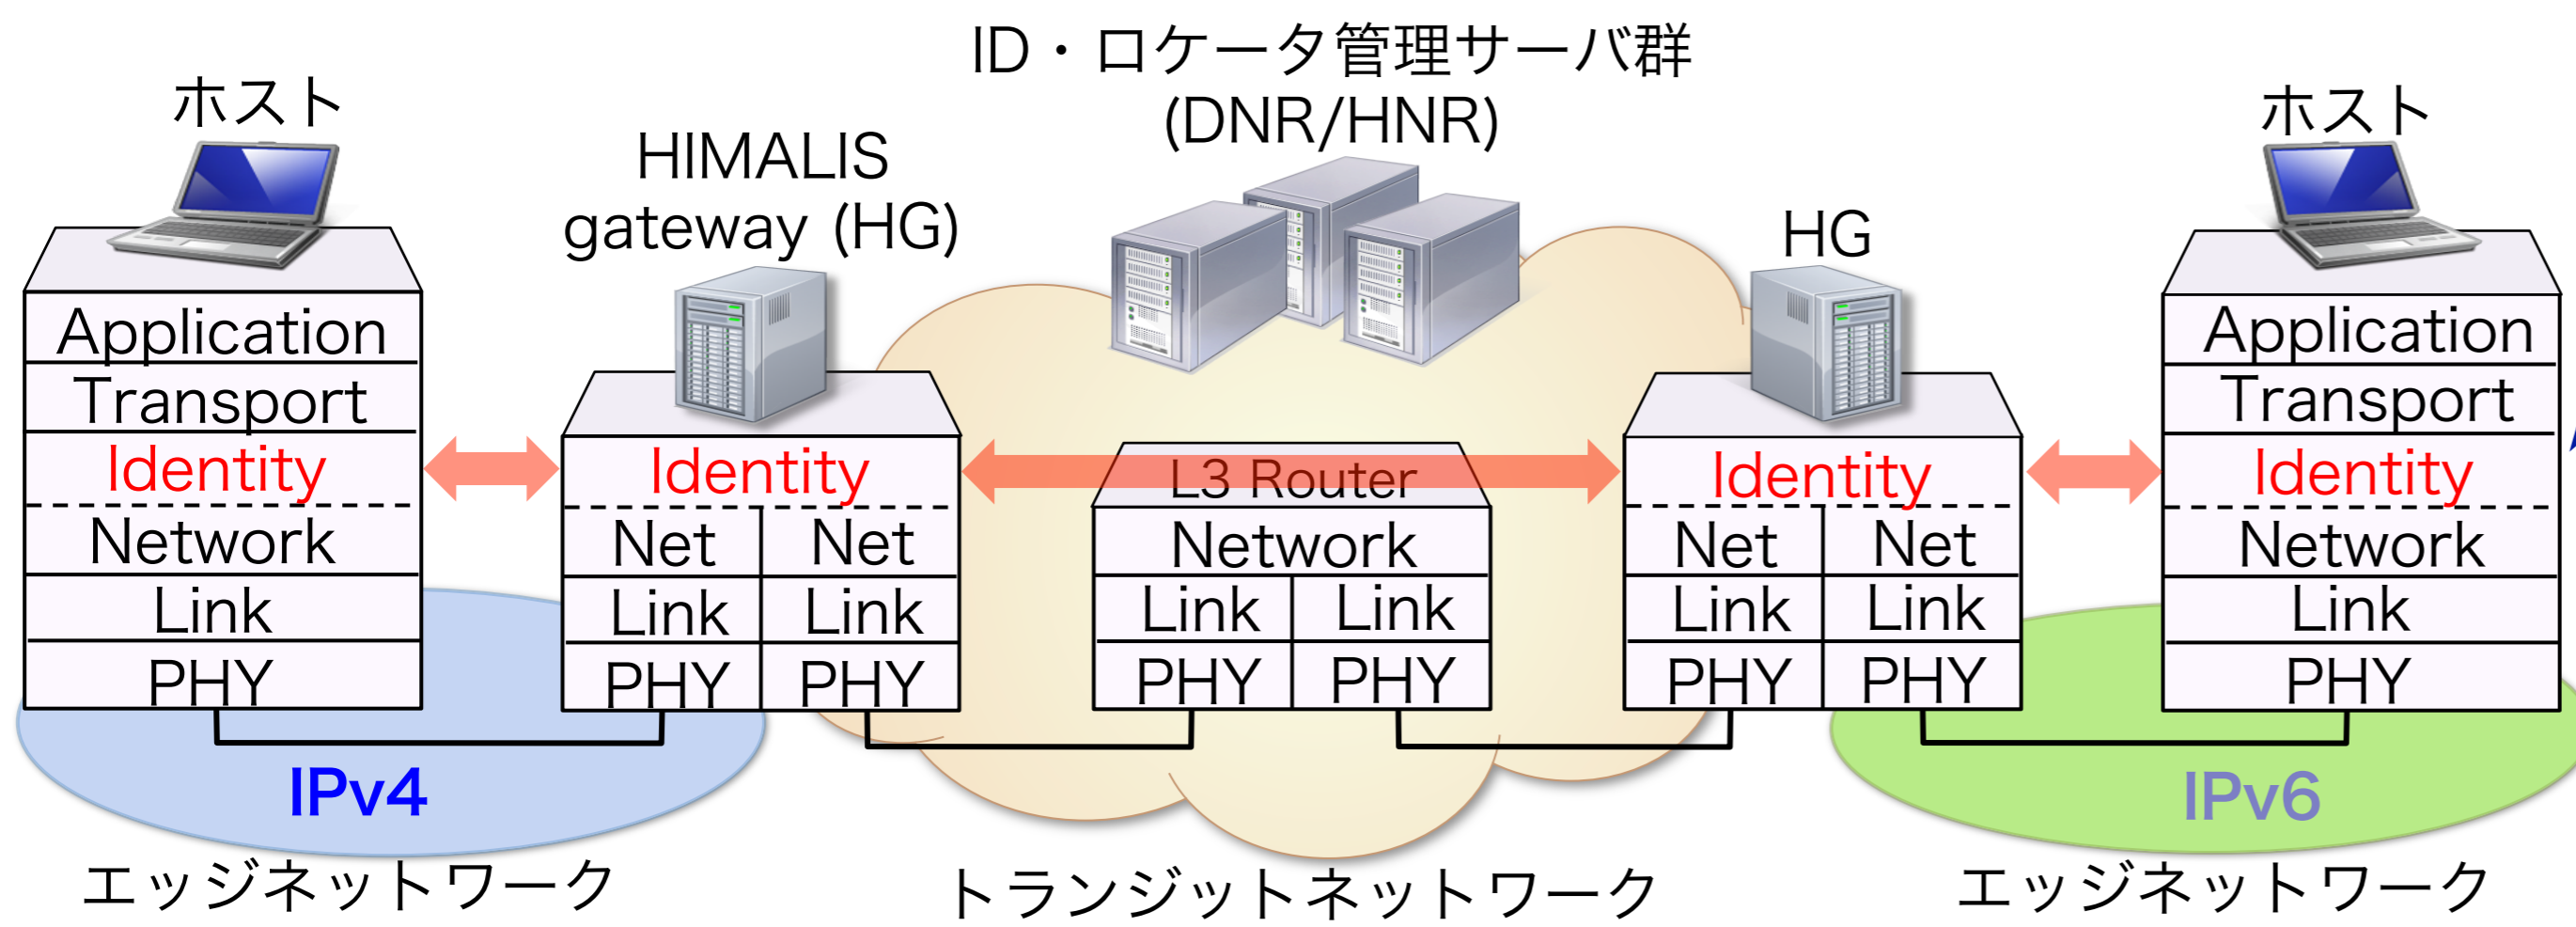 ID・ロケータ管理サーバ群
(DNR/HNR)
ホスト
HIMALIS
gateway (HG)
HG
ホスト
Application
Transport
Identity
Network
Link
PHY
Identity
Net Net
Link Link
PHY PHY
L3 Router
Network
Link Link
PHY PHY
Identity
Net Net
Link Link
PHY PHY
Application
Transport
Identity
Network
Link
PHY
IPv4
IPv6
エッジネットワーク
トランジットネットワーク
エッジネットワーク